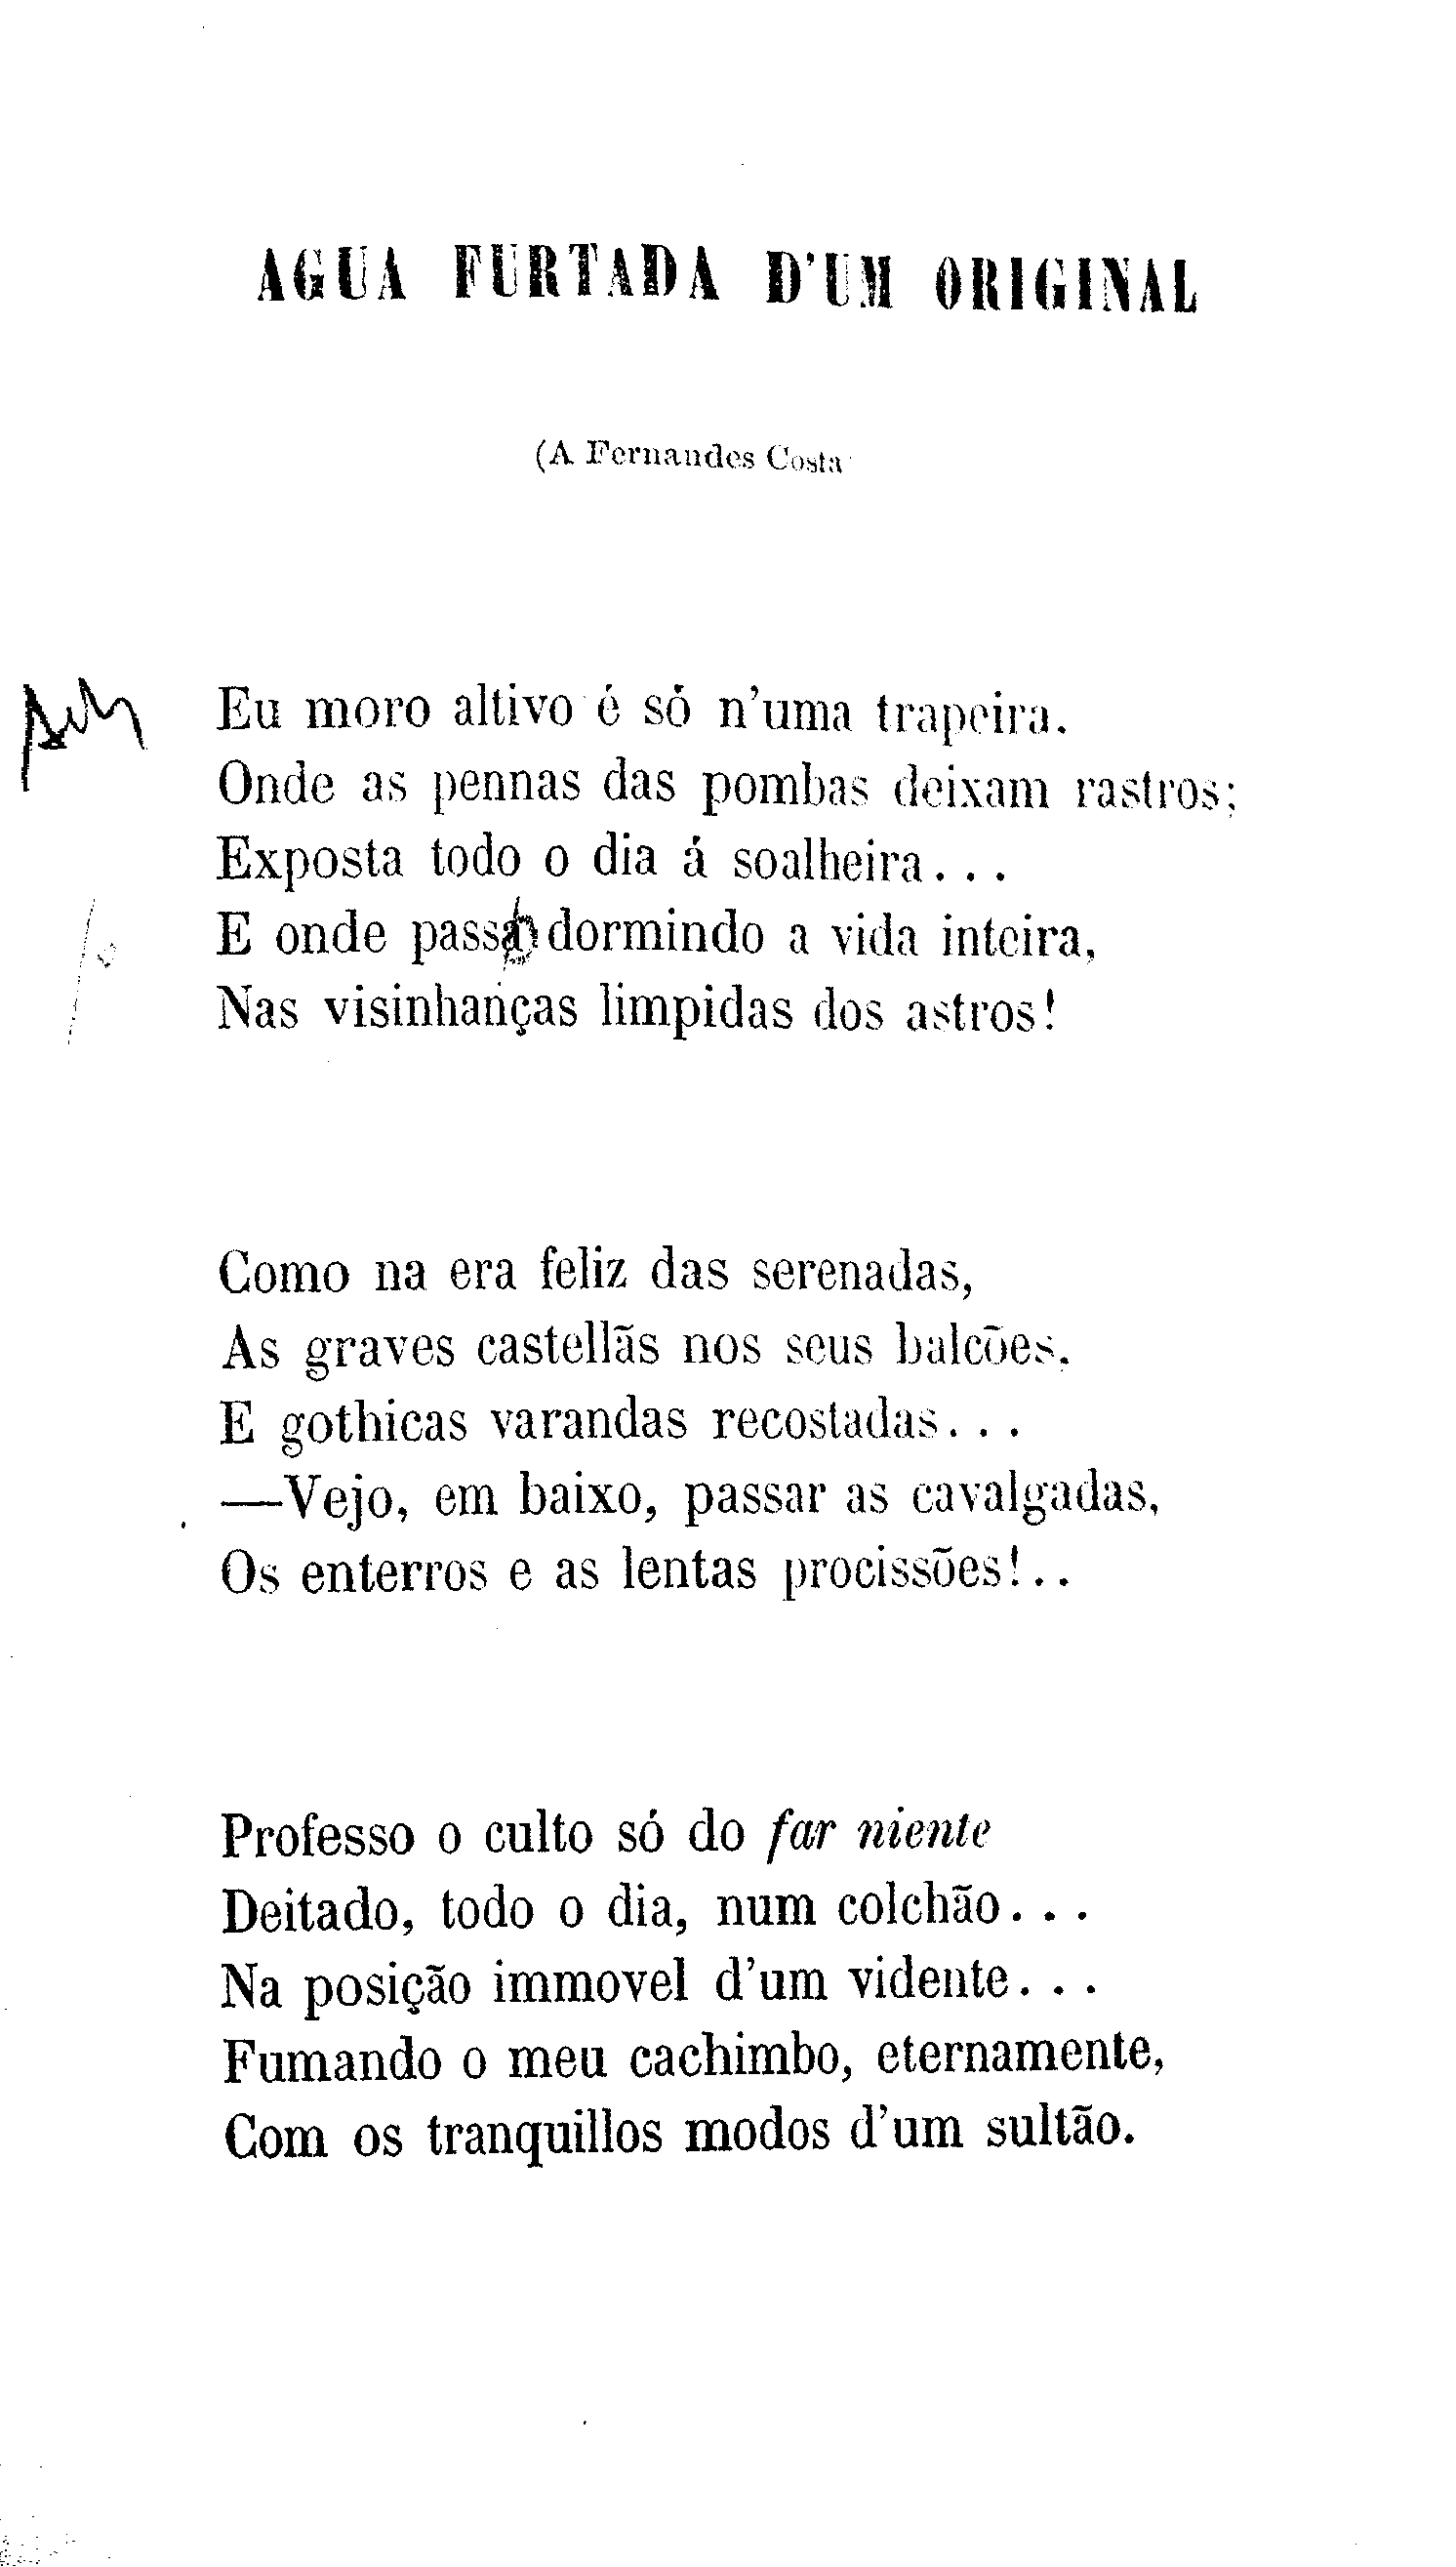 AGUA FURTADA D'UM ORIGINAL
(A Fernandes Costa
Eu moro altivo é só n'uma trapeira.
Onde as pennas das pombas deixam rastros;
Exposta todo o dia á soalheira...
E onde passo dormindo a vida inteira,
Nas visinhanças limpidas dos astros!
Como na era feliz das serenadas,
As graves castellãs nos seus balcões.
E gothicas varandas recostadas...
—Vejo, em baixo, passar as cavalgadas,
Os enterros e as lentas procissões!..
Professo o culto só do far niente
Deitado, todo o dia, num colchão...
Na posição immovel d'um vidente...
Fumando o meu cachimbo, eternamente,
Com os tranquillos modos d'um sultão.